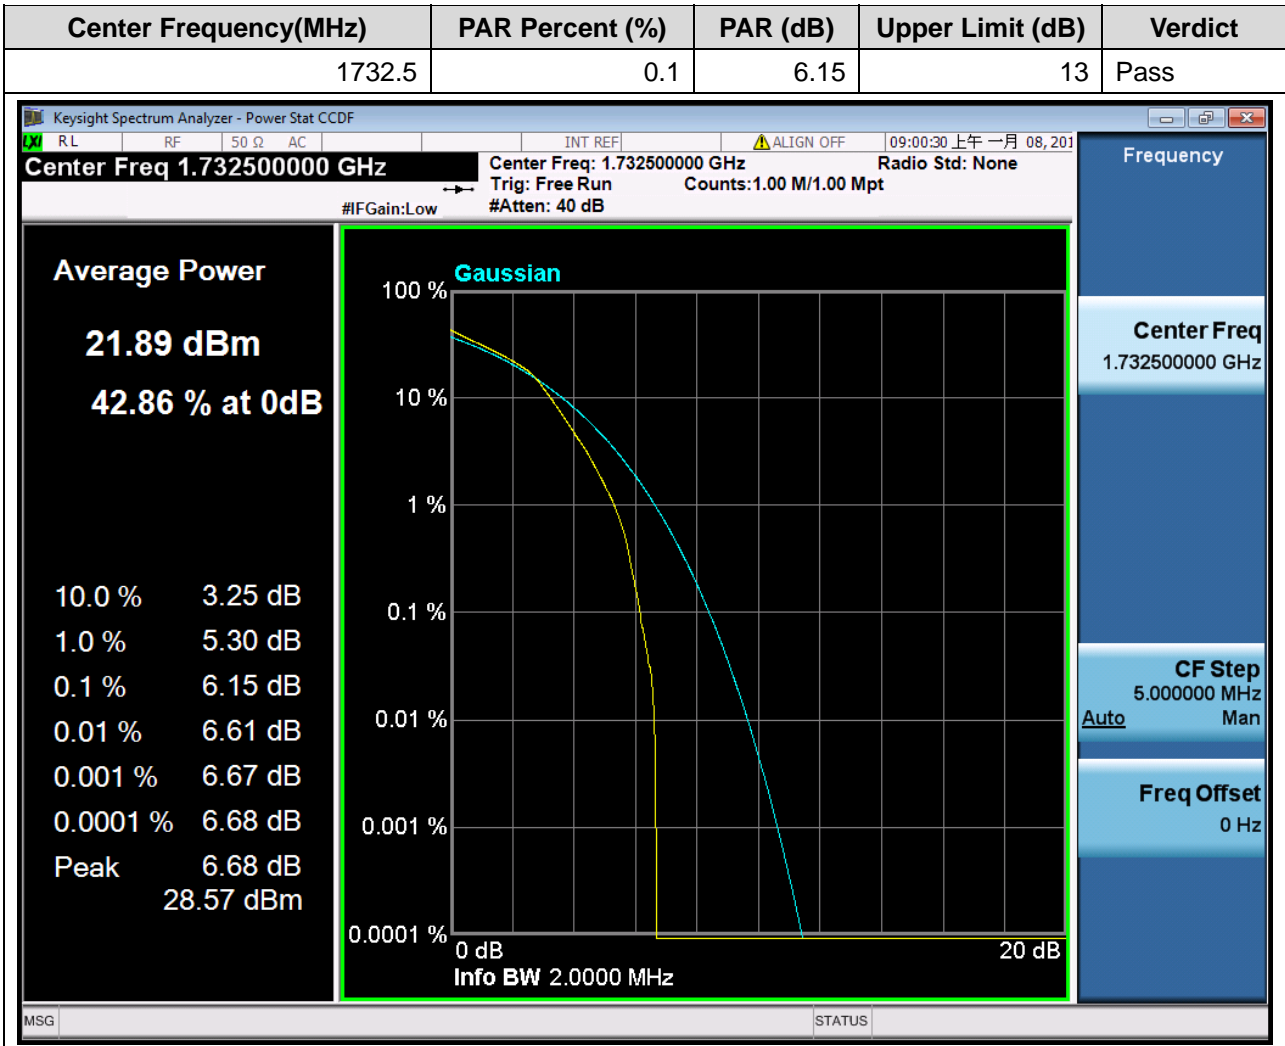 Center Frequency(MHz) PAR Percent (%) PAR (dB) Upper Limit (dB) Verdict
1732.5 0.1 6.15 13 Pass
Keysight Spectrum Analyzer - Power Stat CCDF
LXI RL RF 50 Ω AC INT REF ALIGN OFF 09:00:30 上午 一月 08, 201
Center Freq 1.732500000 GHz
Center Freq: 1.732500000 GHz Radio Std: None
Trig: Free Run Counts:1.00 M/1.00 Mpt
#IFGain:Low #Atten: 40 dB
Average Power
21.89 dBm
42.86 % at 0dB
10.0 % 3.25 dB
1.0 % 5.30 dB
0.1 % 6.15 dB
0.01 % 6.61 dB
0.001 % 6.67 dB
0.0001 % 6.68 dB
Peak 6.68 dB
28.57 dBm
Gaussian
100 %
10 %
1 %
0.1 %
0.01 %
0.001 %
0.0001 %
0 dB 20 dB
Info BW 2.0000 MHz
Frequency
Center Freq
1.732500000 GHz
CF Step
5.000000 MHz
Auto Man
Freq Offset
0 Hz
MSG STATUS